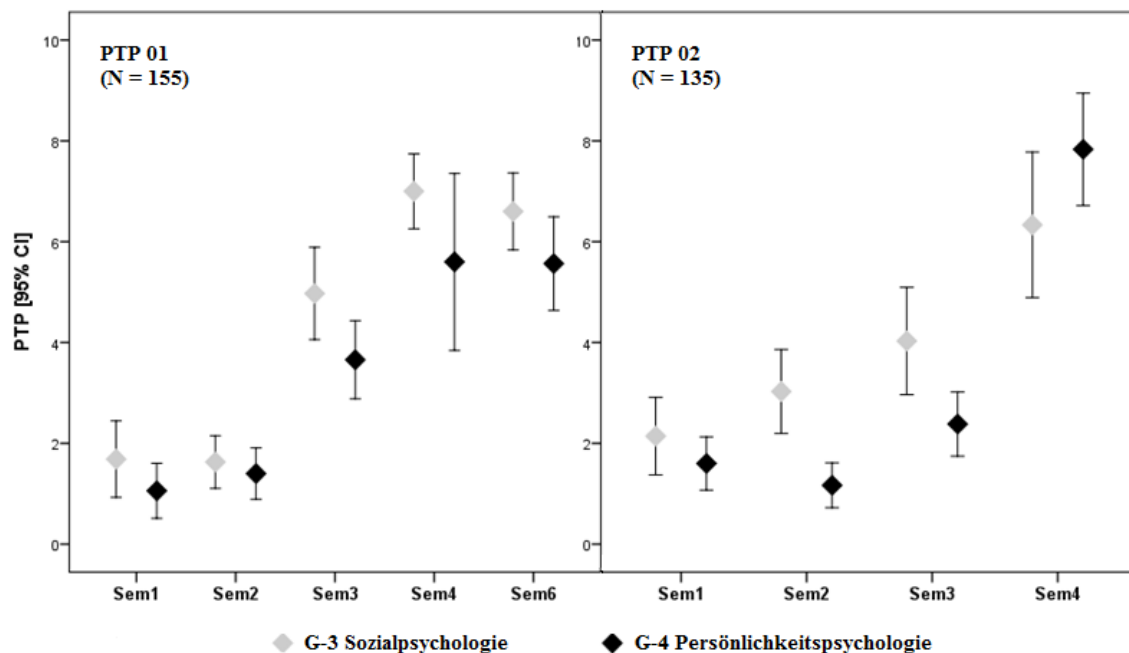 PTP 01
(N = 155)
PTP 02
(N = 135)
PTP [95% CI]
10
8
6
4
2
0
10
8
6
4
2
0
Sem1 Sem2 Sem3 Sem4 Sem6
Sem1 Sem2 Sem3 Sem4
G-3 Sozialpsychologie G-4 Persönlichkeitspsychologie